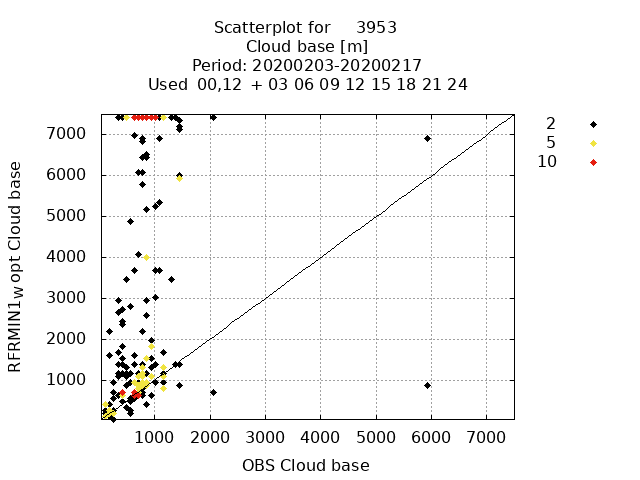 Scatterplot for 3953
Cloud base [m]
Period: 20200203-20200217
Used 00,12 + 03 06 09 12 15 18 21 24
2
5
10
RFRMIN1w opt Cloud base
7000
6000
5000
4000
3000
2000
1000
1000 2000 3000 4000 5000 6000 7000
OBS Cloud base